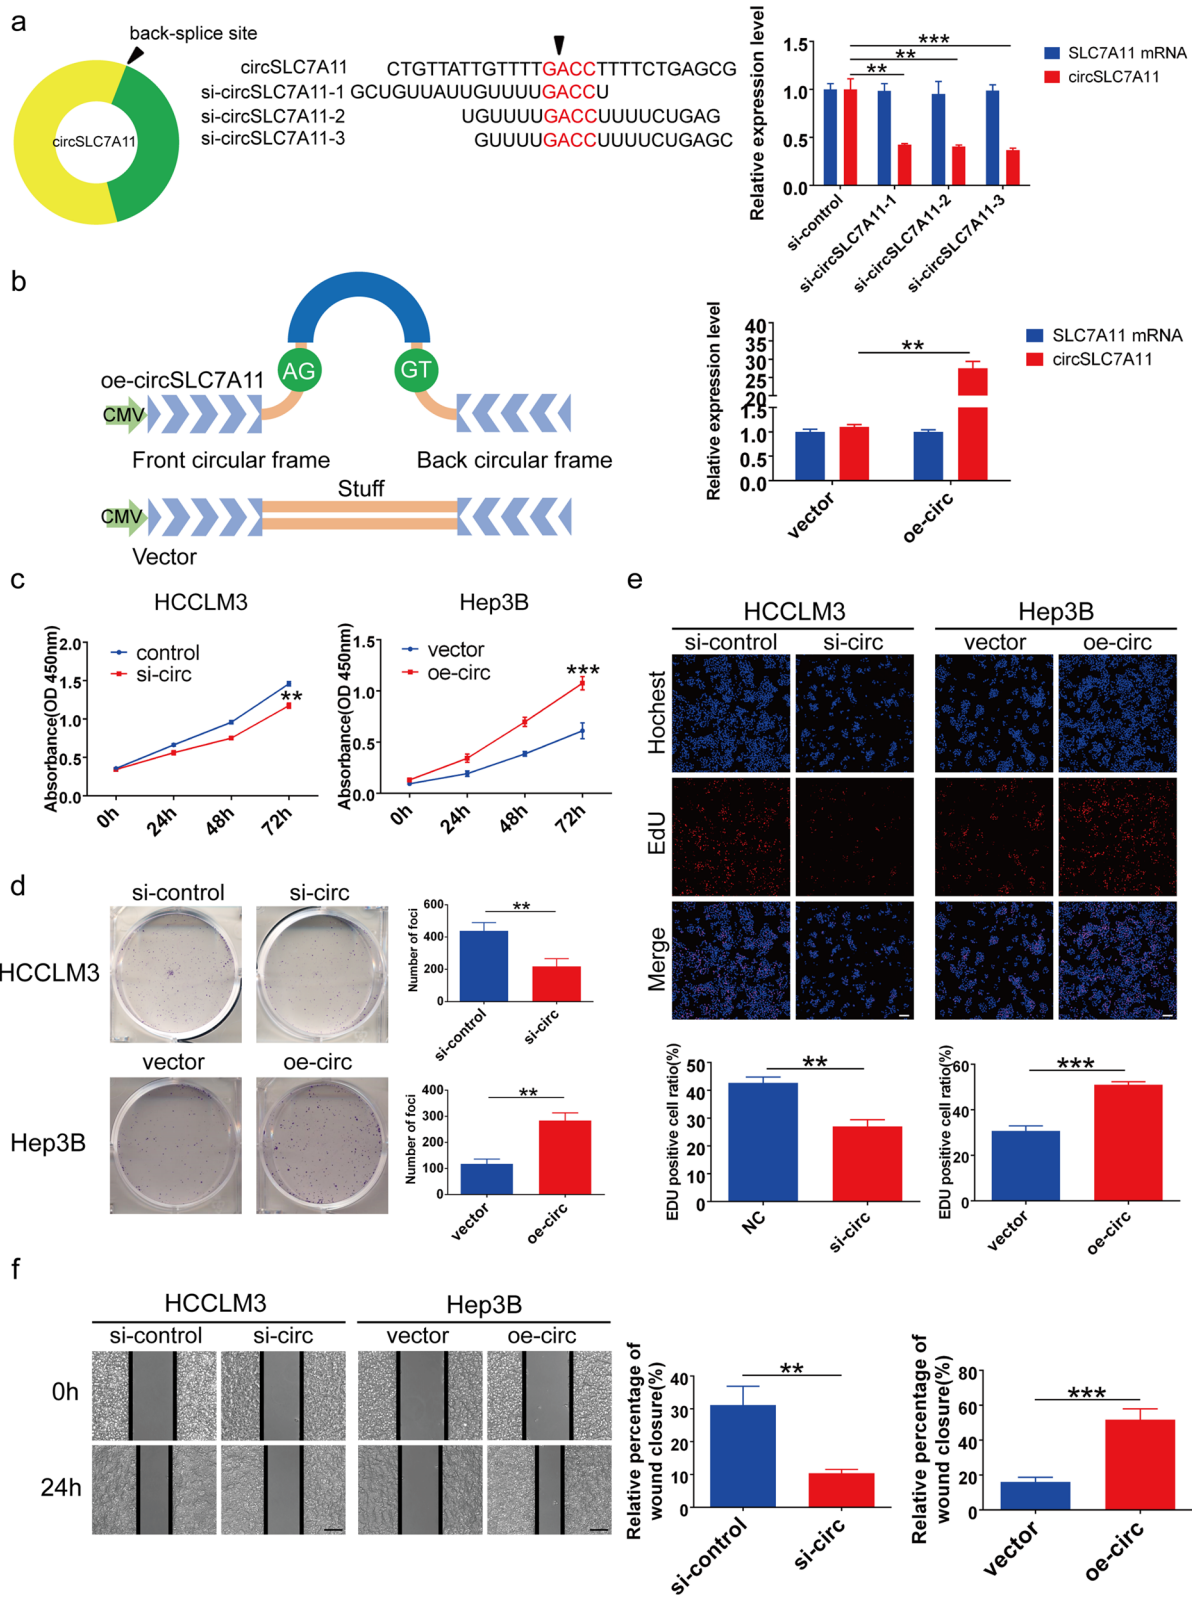 a
back-splice site
circSLC7A11
circSLC7A11 CTGTTATTGTTTTGACCTTTTCTGAGCG
si-circSLC7A11-1 GCUGUUAUUGUUUUGACCUU
si-circSLC7A11-2 UGUUUUGACCUUUUCUGAG
si-circSLC7A11-3 GUUUUGACCUUUUCUGAGC
Relative expression level
1.5
1.0
0.5
0.0
***
**
**
SLC7A11 mRNA
circSLC7A11
si-control
si-circSLC7A11-1
si-circSLC7A11-2
si-circSLC7A11-3
b
oe-circSLC7A11
AG
GT
CMV
Front circular frame
Back circular frame
Stuff
CMV
Vector
Relative expression level
40
35
30
25
20
1.5
1.0
0.5
0.0
**
SLC7A11 mRNA
circSLC7A11
vector
oe-circ
c
HCCLM3
Absorbance(OD 450nm)
2.0
1.5
1.0
0.5
0.0
control
si-circ
**
0h
24h
48h
72h
Hep3B
Absorbance(OD 450nm)
1.5
1.0
0.5
0.0
vector
oe-circ
***
0h
24h
48h
72h
d
si-control
si-circ
HCCLM3
vector
oe-circ
Hep3B
Number of foci
600
400
200
0
**
si-control
si-circ
Number of foci
400
300
200
100
0
**
vector
oe-circ
e
HCCLM3
Hep3B
si-control
si-circ
vector
oe-circ
Hochest
EdU
Merge
EDU positive cell ratio(%)
50
40
30
20
10
0
**
NC
si-circ
EDU positive cell ratio(%)
60
40
20
0
***
vector
oe-circ
f
HCCLM3
Hep3B
si-control
si-circ
vector
oe-circ
0h
24h
Relative percentage of
wound closure(%)
40
30
20
10
0
**
si-control
si-circ
Relative percentage of
wound closure(%)
80
60
40
20
0
***
vector
oe-circ